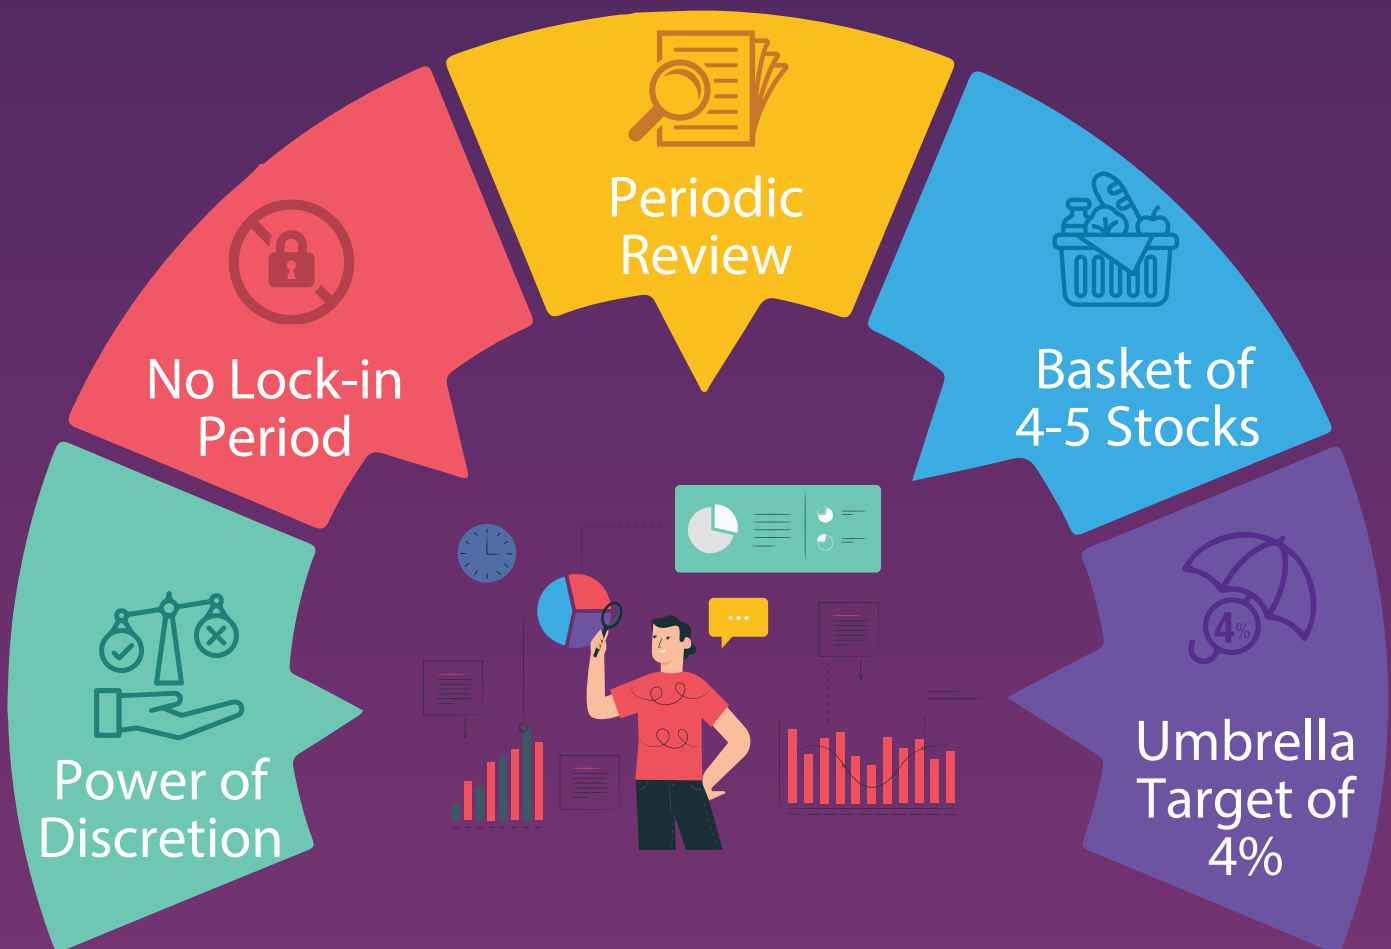 Periodic
Review
No Lock-in
Period
Basket of
4-5 Stocks
Power of
Discretion
4%
Umbrella
Target of
4%
...